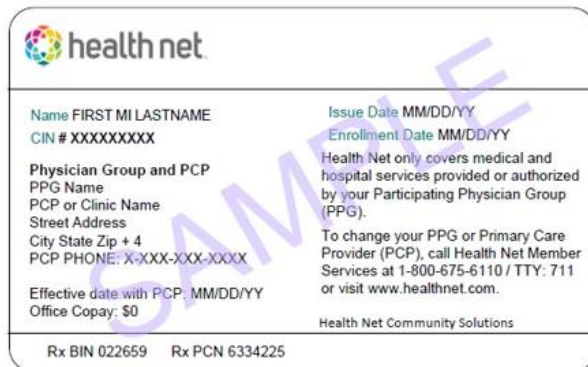 health net.
Name FIRST MI LASTNAME
CIN # XXXXXXXXX
Physician Group and PCP
PPG Name
PCP or Clinic Name
Street Address
City State Zip + 4
PCP PHONE: X-XXX-XXX-XXXX
Effective date with PCP: MM/DD/YY
Office Copay: $0
Issue Date MM/DD/YY
Enrollment Date MM/DD/YY
Health Net only covers medical and
hospital services provided or authorized
by your Participating Physician Group
(PPG).
To change your PPG or Primary Care
Provider (PCP), call Health Net Member
Services at 1-800-675-6110 / TTY: 711
or visit www.healthnet.com.
Health Net Community Solutions
Rx BIN 022659 Rx PCN 6334225
SAMPLE